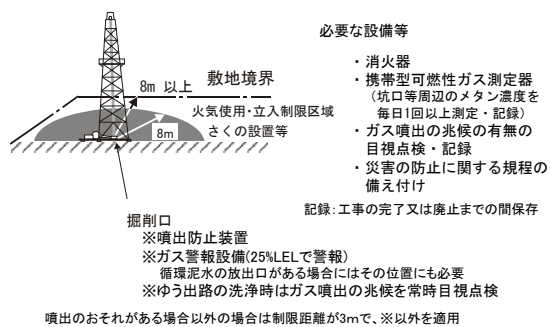 必要な設備等
8m 以上
敷地境界
火気使用・立入制限区域
さくの設置等
8m
・消火器
・携帯型可燃性ガス測定器
（坑口等周辺のメタン濃度を
毎日1回以上測定・記録）
・ガス噴出の兆候の有無の
目視点検・記録
・災害の防止に関する規程の
備え付け
記録：工事の完了又は廃止までの間保存
掘削口
※噴出防止装置
※ガス警報設備(25%LELで警報)
循環泥水の放出口がある場合にはその位置にも必要
※ゆう出路の洗浄時はガス噴出の兆候を常時目視点検
噴出のおそれがある場合以外の場合は制限距離が3mで、※以外を適用